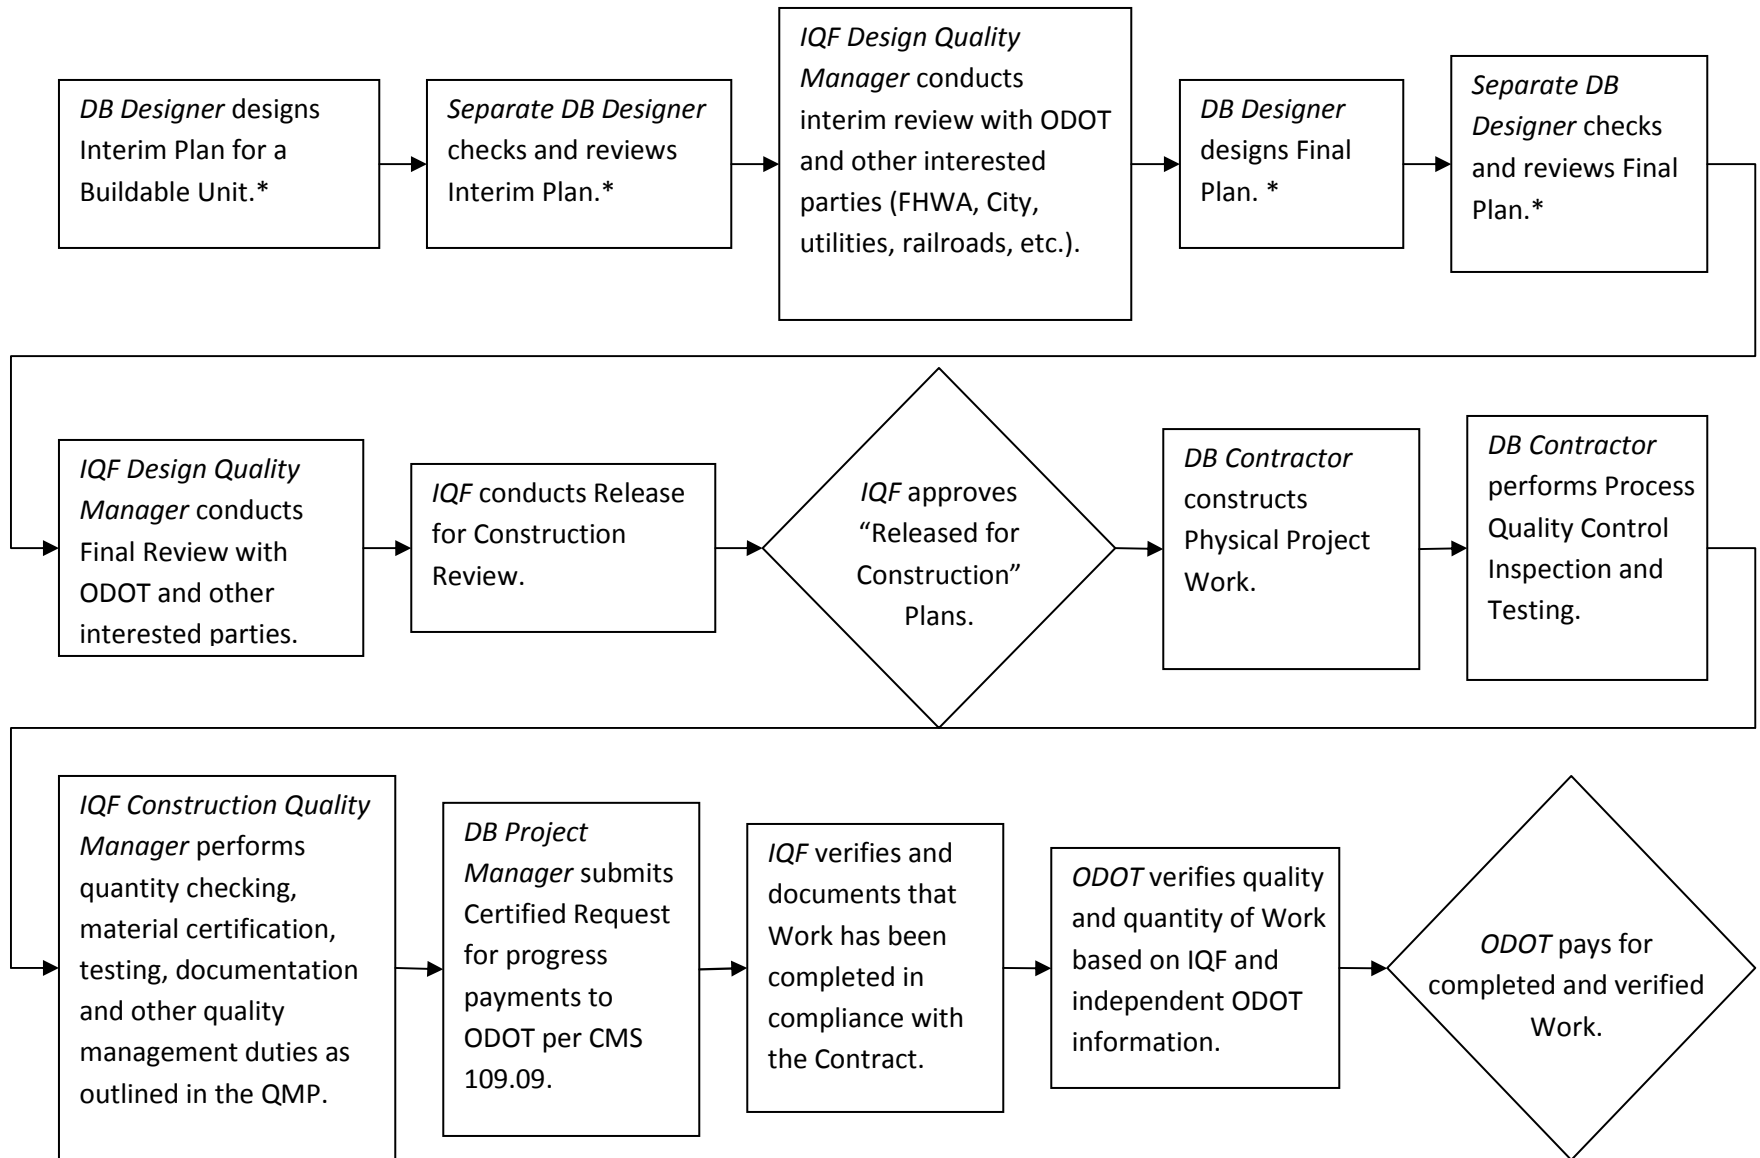 DB Designer designs
Interim Plan for a
Buildable Unit.*
Separate DB Designer
checks and reviews
Interim Plan.*
IQF Design Quality
Manager conducts
interim review with ODOT
and other interested
parties (FHWA, City,
utilities, railroads, etc.).
DB Designer
designs Final
Plan. *
Separate DB
Designer checks
and reviews Final
Plan.*
IQF Design Quality
Manager conducts
Final Review with
ODOT and other
interested parties.
IQF conducts Release
for Construction
Review.
IQF approves
“Released for
Construction”
Plans.
DB Contractor
constructs
Physical Project
Work.
DB Contractor
performs Process
Quality Control
Inspection and
Testing.
IQF Construction Quality
Manager performs
quantity checking,
material certification,
testing, documentation
and other quality
management duties as
outlined in the QMP.
DB Project
Manager submits
Certified Request
for progress
payments to
ODOT per CMS
109.09.
IQF verifies and
documents that
Work has been
completed in
compliance with
the Contract.
ODOT verifies quality
and quantity of Work
based on IQF and
independent ODOT
information.
ODOT pays for
completed and verified
Work.